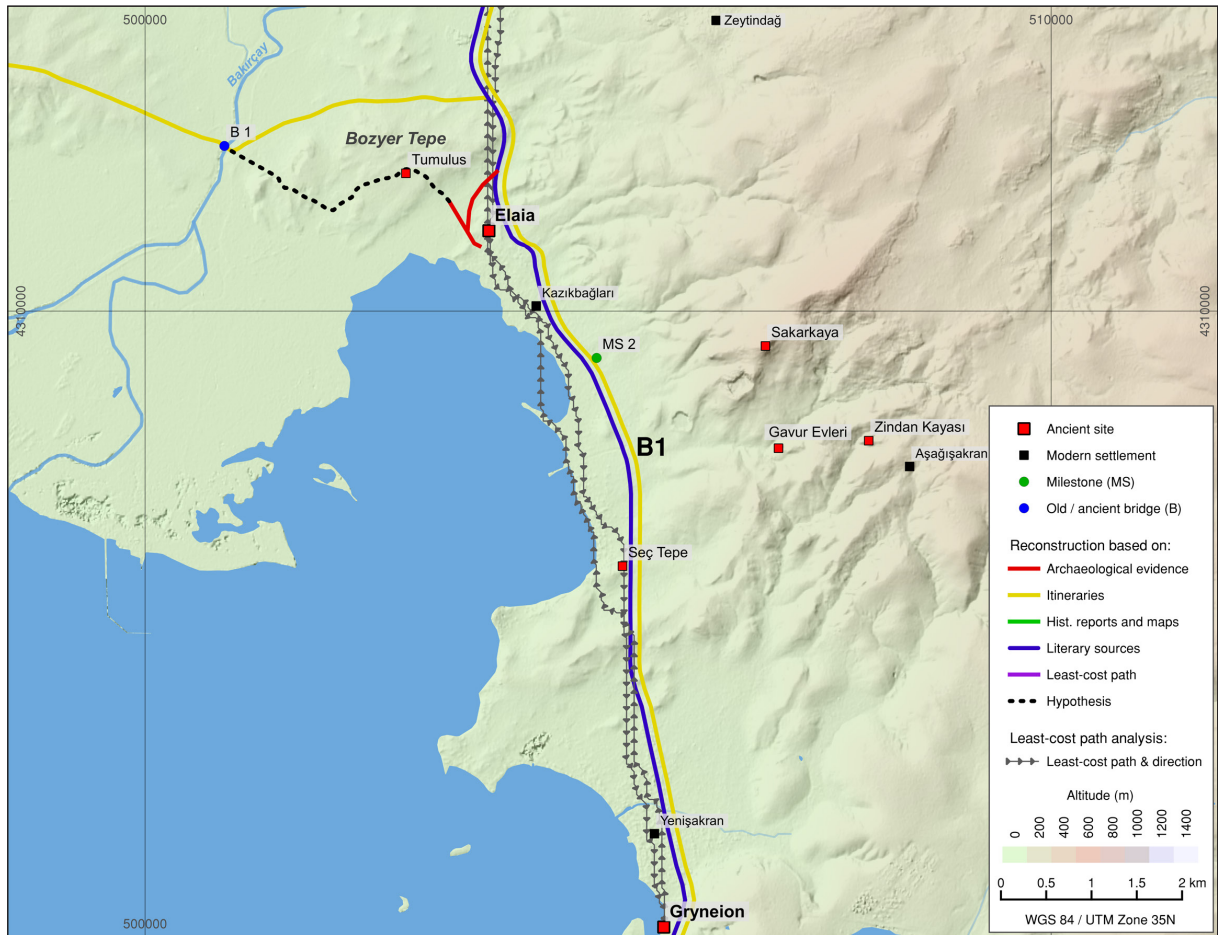 500000
510000
Zeytindağ
Bakırçay
B 1
Bozyer Tepe
Tumulus
Elaia
Kazıkbağları
4310000
4310000
MS 2
Sakarkaya
B1
Gavur Evleri
Zindan Kayası
Aşağışakran
Seç Tepe
Yenişakran
Gryneion
500000
Ancient site
Modern settlement
Milestone (MS)
Old / ancient bridge (B)
Reconstruction based on:
Archaeological evidence
Itineraries
Hist. reports and maps
Literary sources
Least-cost path
Hypothesis
Least-cost path analysis:
Least-cost path & direction
Altitude (m)
0 200 400 600 800 1000 1200 1400
0 0.5 1 1.5 2 km
WGS 84 / UTM Zone 35N